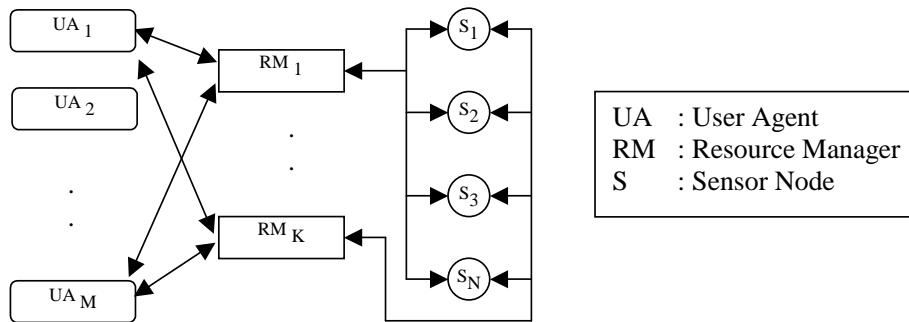 UA 1
UA 2
.
.
UA M
RM 1
.
.
RM K
S1
S2
S3
SN
UA : User Agent
RM : Resource Manager
S : Sensor Node